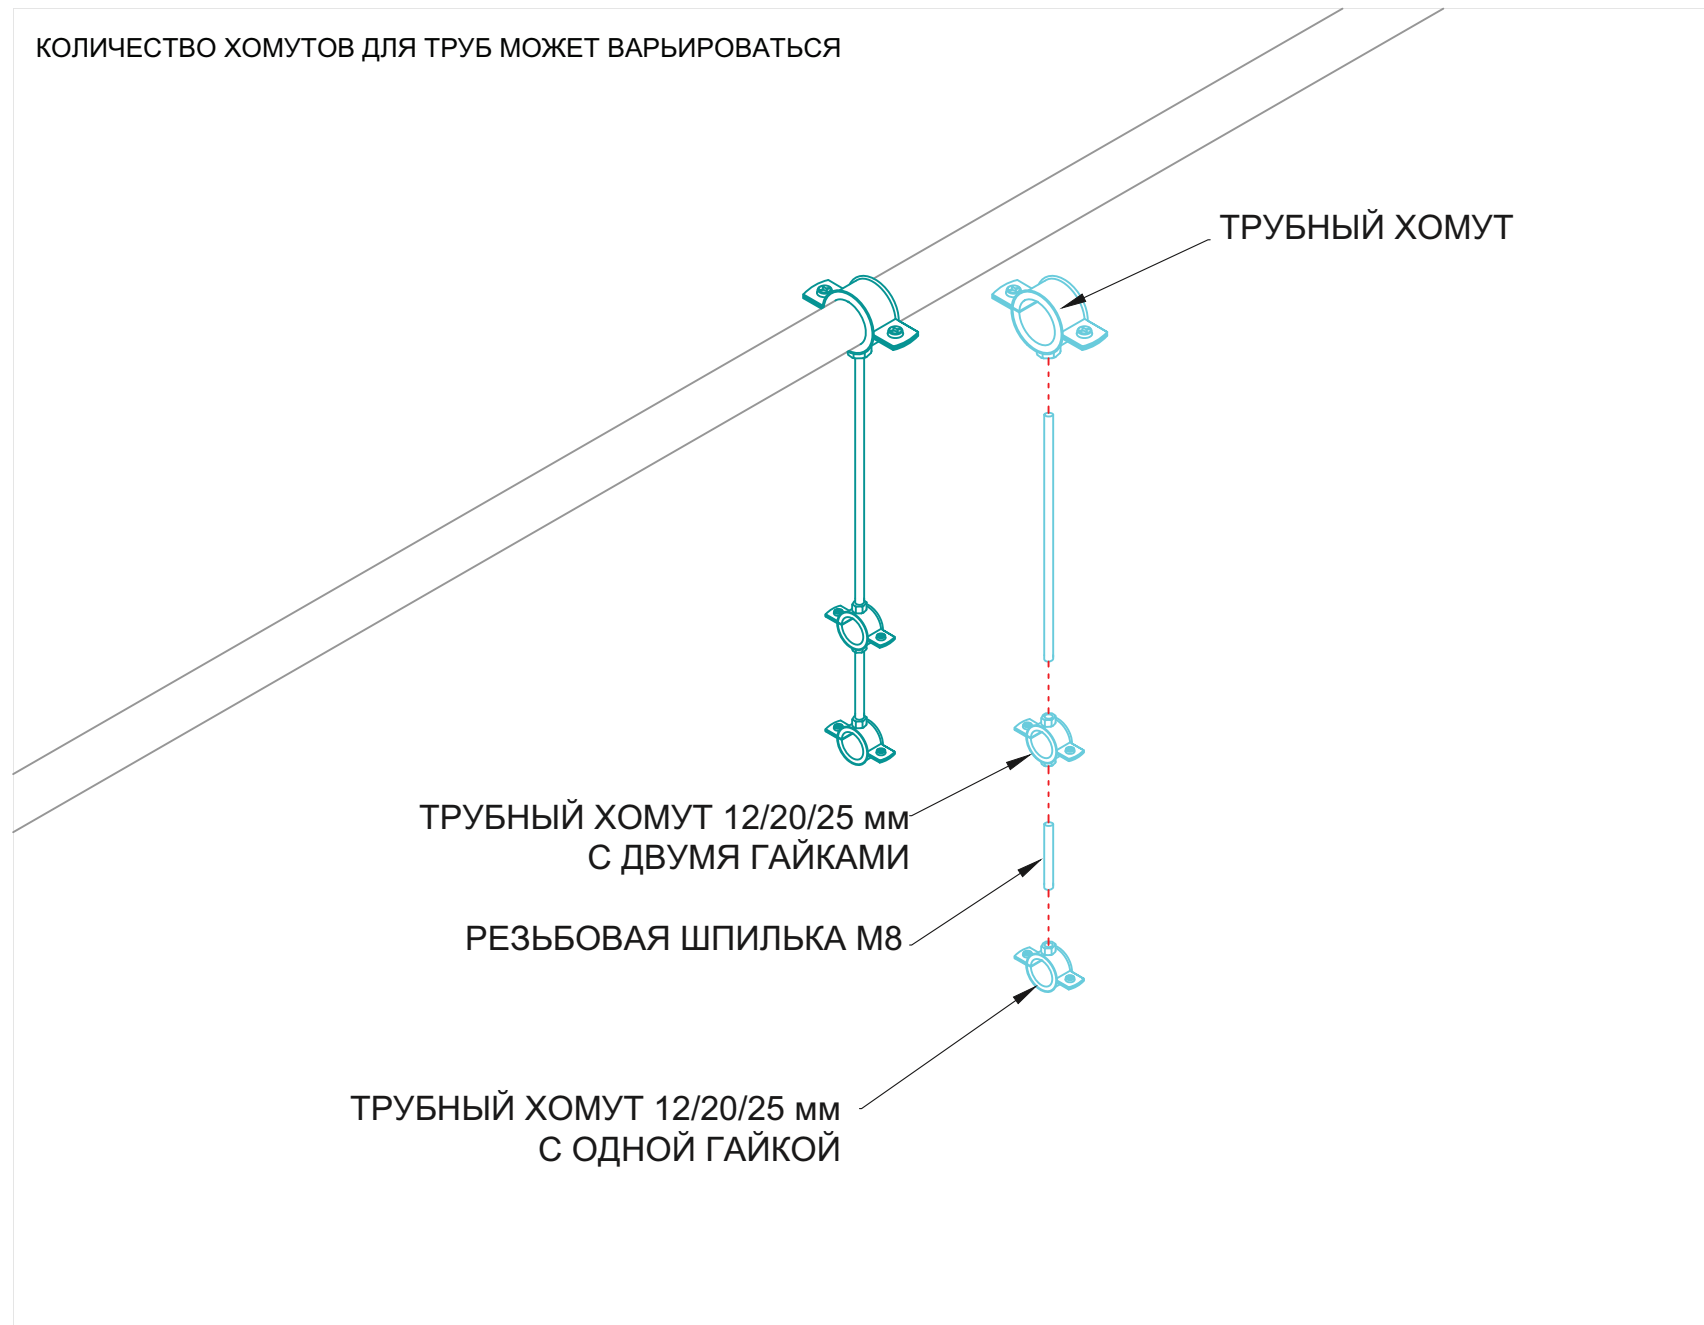 КОЛИЧЕСТВО ХОМУТОВ ДЛЯ ТРУБ МОЖЕТ ВАРЬИРОВАТЬСЯ
ТРУБНЫЙ ХОМУТ
ТРУБНЫЙ ХОМУТ 12/20/25 мм
С ДВУМЯ ГАЙКАМИ
РЕЗЬБОВАЯ ШПИЛЬКА М8
ТРУБНЫЙ ХОМУТ 12/20/25 мм
С ОДНОЙ ГАЙКОЙ